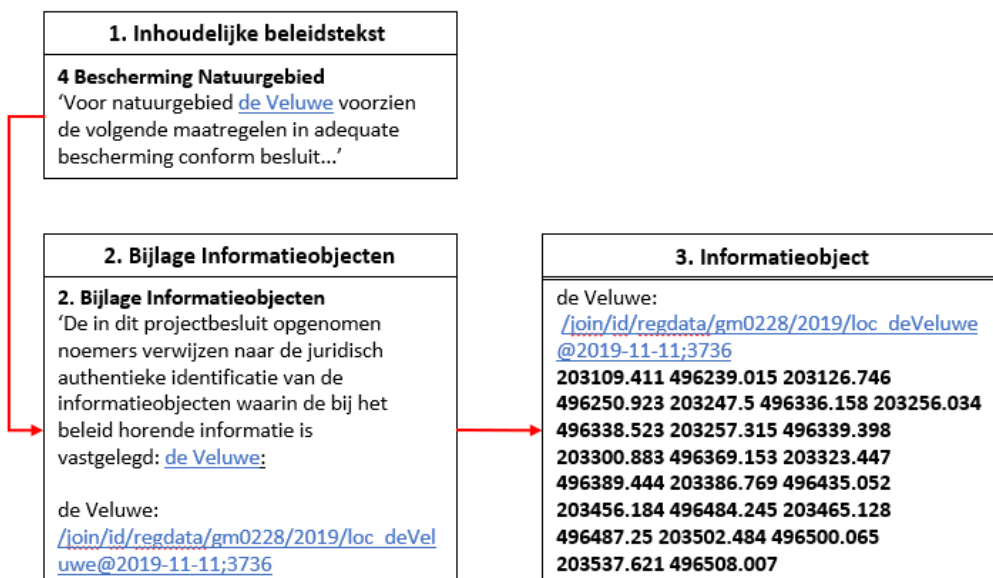 1. Inhoudelijke beleidstekst
4 Bescherming Natuurgebied
‘Voor natuurgebied de Veluwe voorzien
de volgende maatregelen in adequate
bescherming conform besluit...’
2. Bijlage Informatieobjecten
2. Bijlage Informatieobjecten
‘De in dit projectbesluit opgenomen
noemers verwijzen naar de juridisch
authentieke identificatie van de
informatieobjecten waarin de bij het
beleid horende informatie is
vastgelegd: de Veluwe:
de Veluwe:
/join/id/regdata/gm0228/2019/loc_deVel
uwe@2019-11-11;3736
3. Informatieobject
de Veluwe:
/join/id/regdata/gm0228/2019/loc_deVeluwe
@2019-11-11;3736
203109.411 496239.015 203126.746
496250.923 203247.5 496336.158 203256.034
496338.523 203257.315 496339.398
203300.883 496369.153 203323.447
496389.444 203386.769 496435.052
203456.184 496484.245 203465.128
496487.25 203502.484 496500.065
203537.621 496508.007